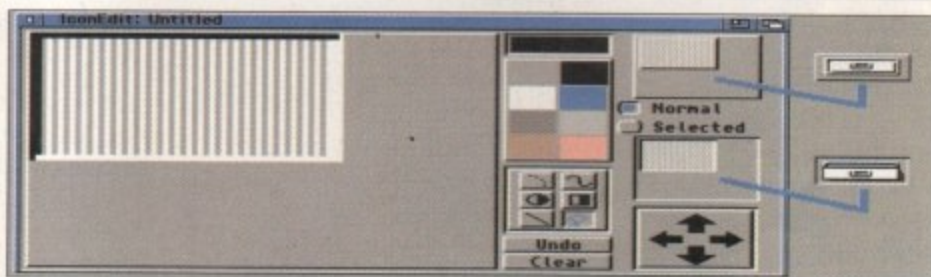 IconEdit: Untitled
Normal
Selected
Undo
Clear